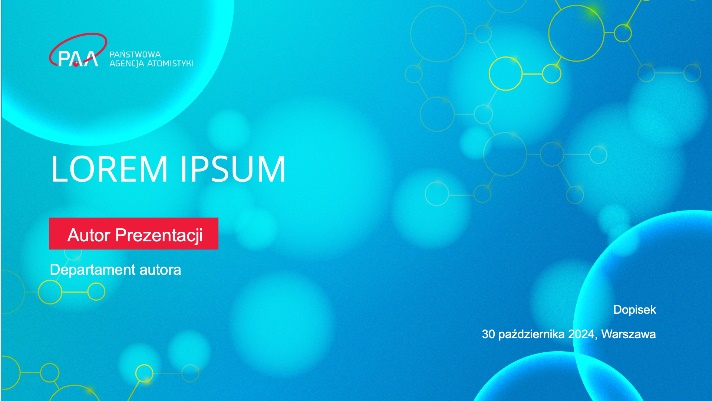 PAA
PAŃSTWOWA
AGENCJA ATOMISTYKI
LOREM IPSUM
Autor Prezentacji
Departament autora
Dopisek
30 października 2024, Warszawa